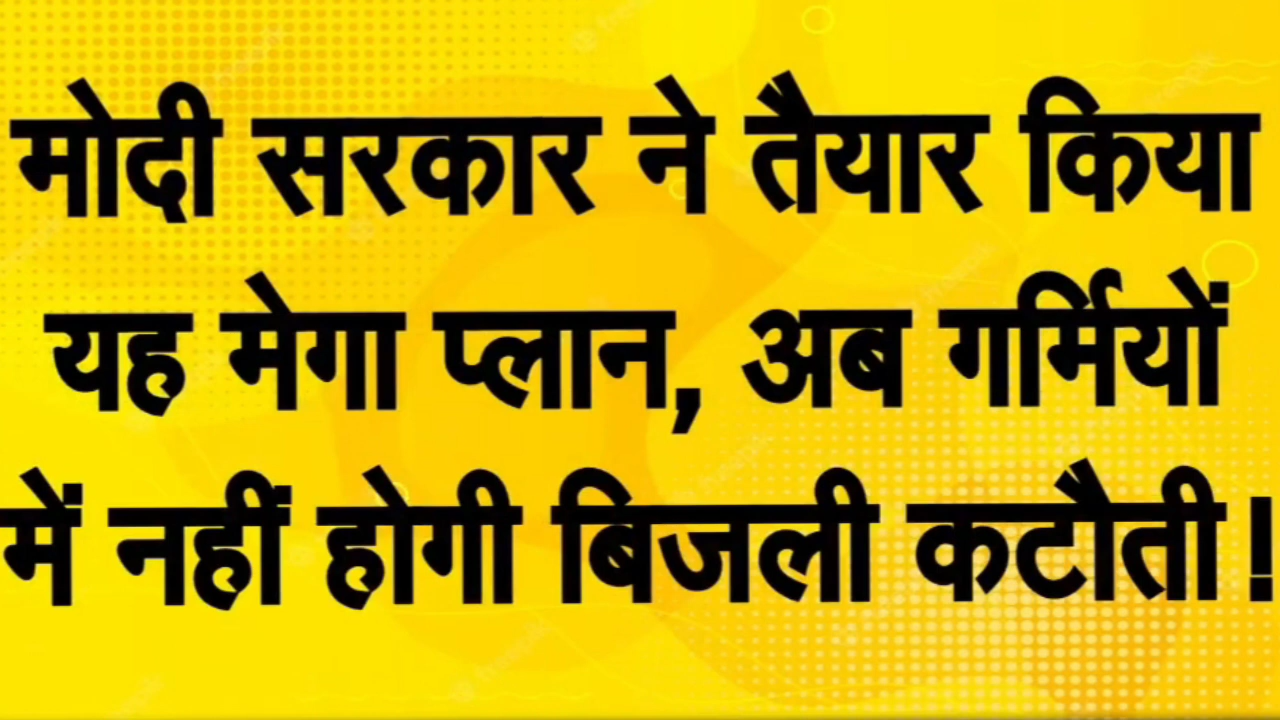 मोदी सरकार ने तैयार किया
यह मेगा प्लान, अब गर्मियों
में नहीं होगी बिजली कटौती!